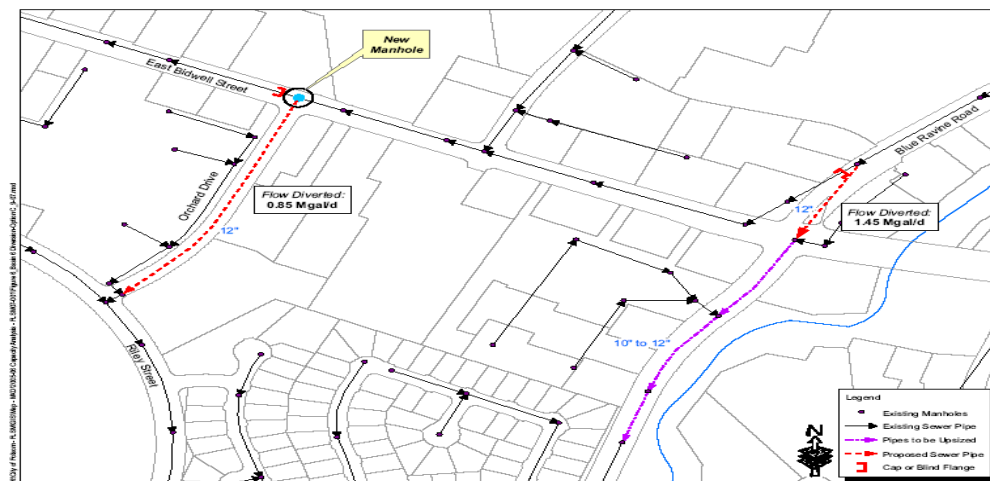 New
Manhole
East Bidwell Street
Blue Ravine Road
Flow Diverted:
0.85 Mgal/d
Orchard Drive
12"
12"
Flow Diverted:
1.45 Mgal/d
10" to 12"
Riley Street
N
Legend
Existing Manholes
Existing Sewer Pipe
Pipes to be Upsized
Proposed Sewer Pipe
Cap or Blind Flange